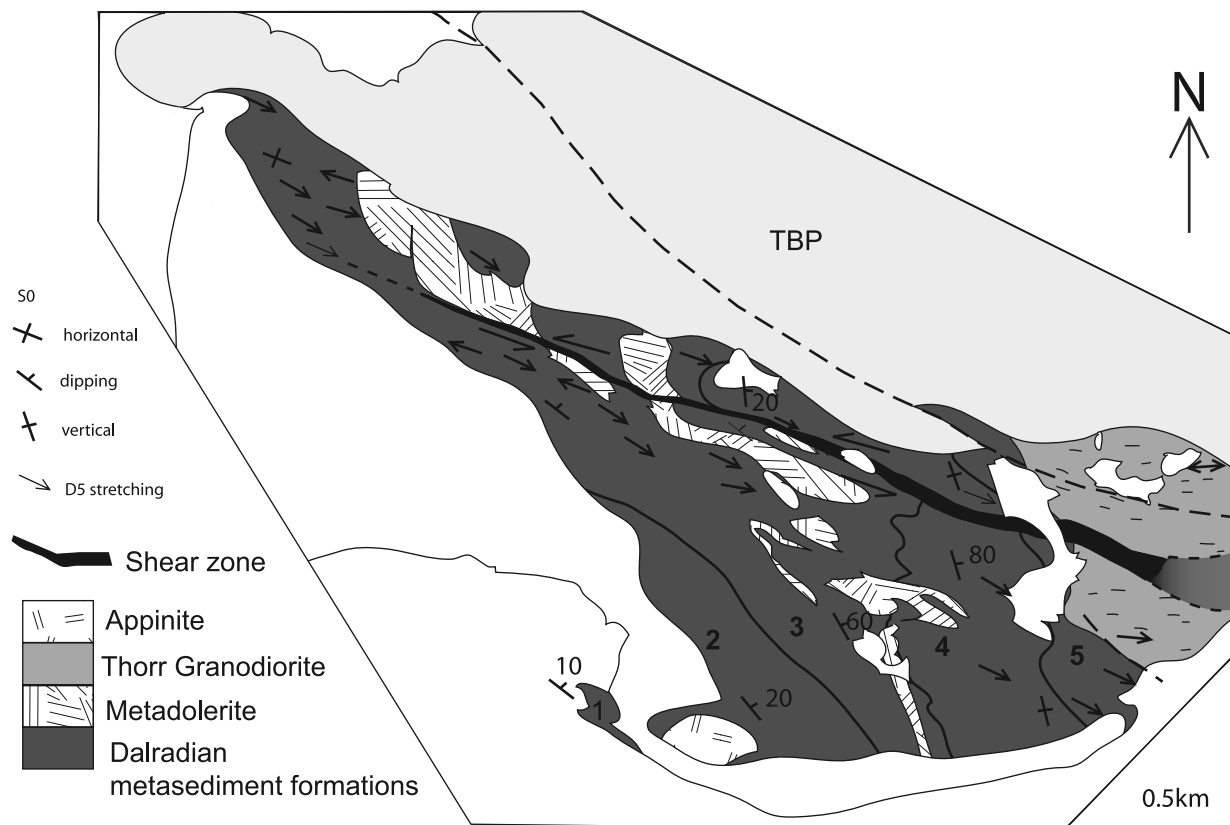 N
TBP
S0
horizontal
dipping
vertical
D5 stretching
Shear zone
Appinite
Thorr Granodiorite
Metadolerite
Dalradian
metasediment formations
20
80
60
2
3
4
5
10
1
20
0.5km